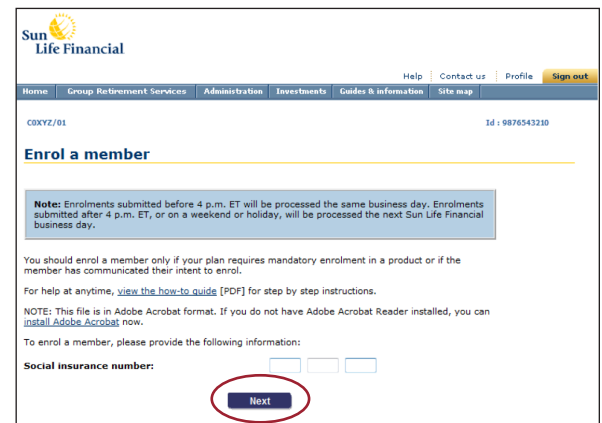 Sun
Life Financial
Help Contact us Profile Sign out
Home Group Retirement Services Administration Investments Guides & information Site map
C0XYZ/01 Id : 9876543210
Enrol a member
Note: Enrolments submitted before 4 p.m. ET will be processed the same business day. Enrolments
submitted after 4 p.m. ET, or on a weekend or holiday, will be processed the next Sun Life Financial
business day.
You should enrol a member only if your plan requires mandatory enrolment in a product or if the
member has communicated their intent to enrol.
For help at anytime, view the how-to guide [PDF] for step by step instructions.
NOTE: This file is in Adobe Acrobat format. If you do not have Adobe Acrobat Reader installed, you can
install Adobe Acrobat now.
To enrol a member, please provide the following information:
Social insurance number:
Next